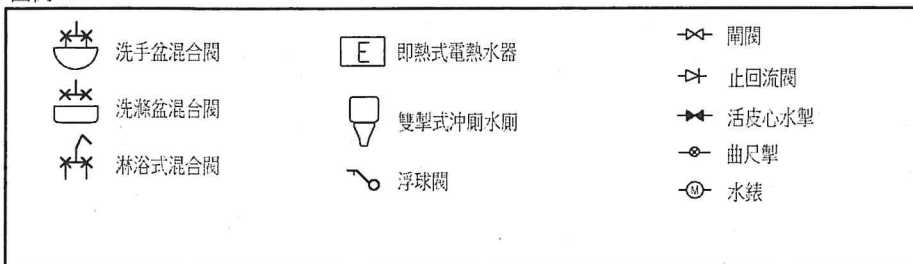 洗手盆混合閥
洗滌盆混合閥
淋浴式混合閥
E 即熱式電熱水器
雙掣式沖廁水廁
浮球閥
閘閥
止回流閥
活皮心水掣
曲尺掣
M 水錶